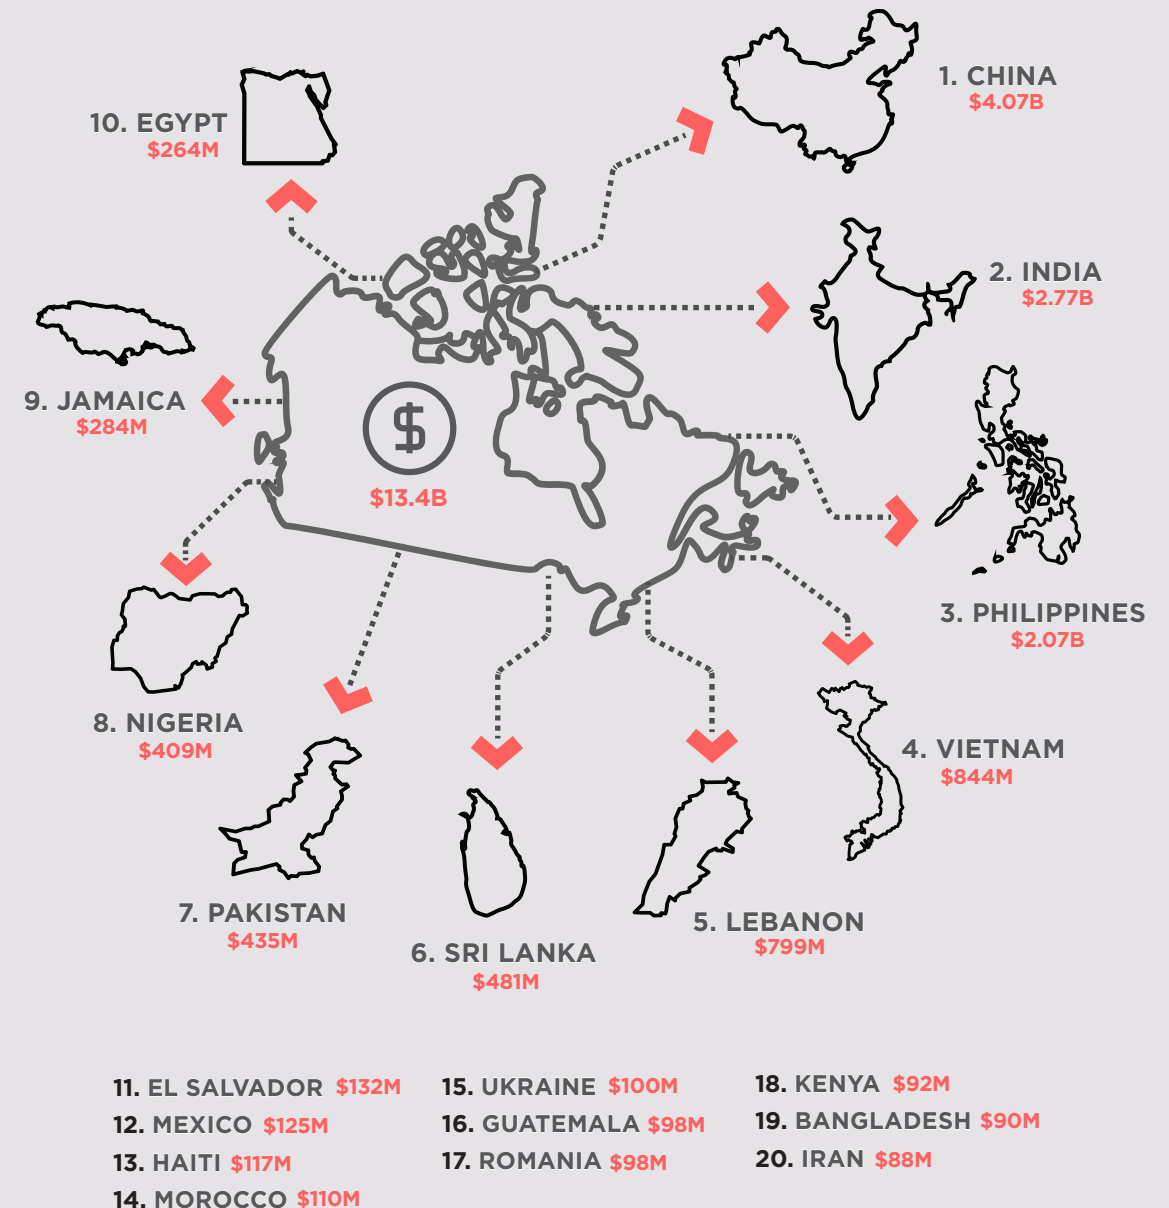 1. CHINA
$4.07B
2. INDIA
$2.77B
3. PHILIPPINES
$2.07B
4. VIETNAM
$844M
5. LEBANON
$799M
6. SRI LANKA
$481M
7. PAKISTAN
$435M
8. NIGERIA
$409M
9. JAMAICA
$284M
10. EGYPT
$264M
$
$13.4B
11. EL SALVADOR $132M
12. MEXICO $125M
13. HAITI $117M
14. MOROCCO $110M
15. UKRAINE $100M
16. GUATEMALA $98M
17. ROMANIA $98M
18. KENYA $92M
19. BANGLADESH $90M
20. IRAN $88M